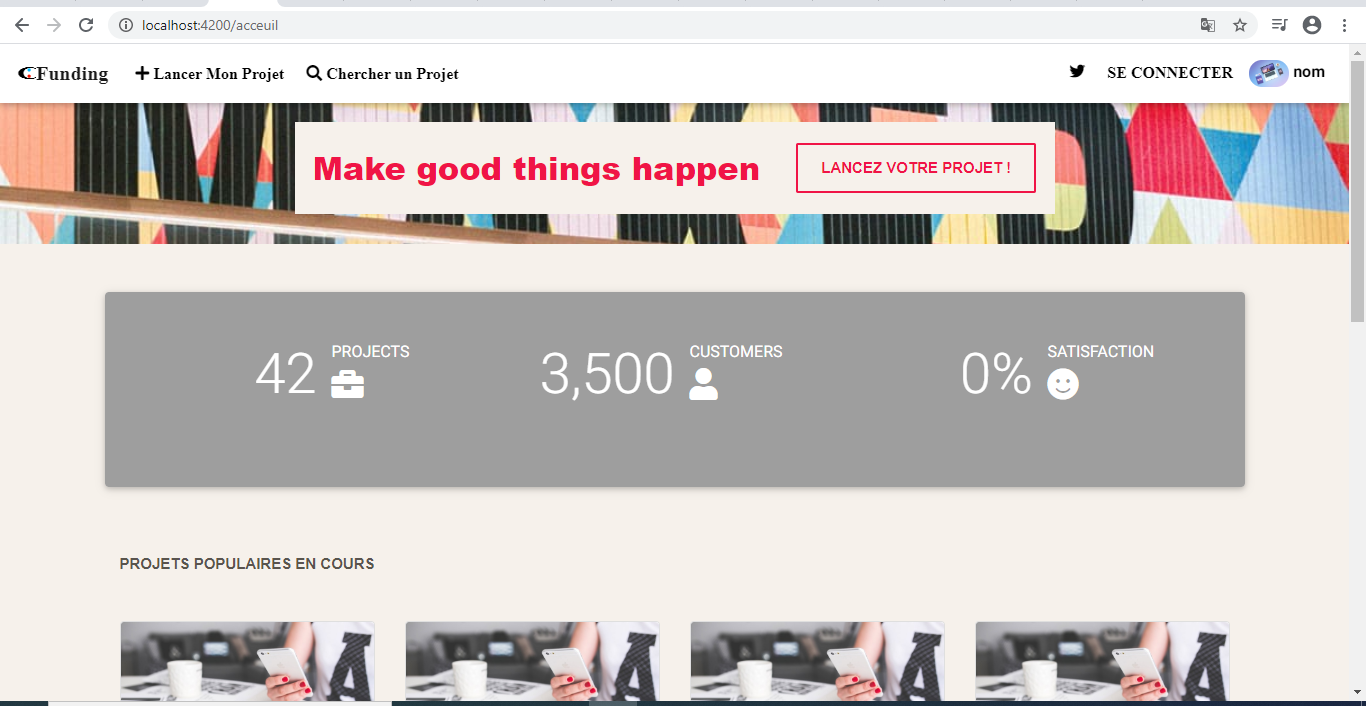 localhost:4200/acceuil
CFunding Lancer Mon Projet Chercher un Projet SE CONNECTER nom
Make good things happen LANCEZ VOTRE PROJET !
42 PROJECTS 3,500 CUSTOMERS 0% SATISFACTION
PROJETS POPULAIRES EN COURS
A A A A